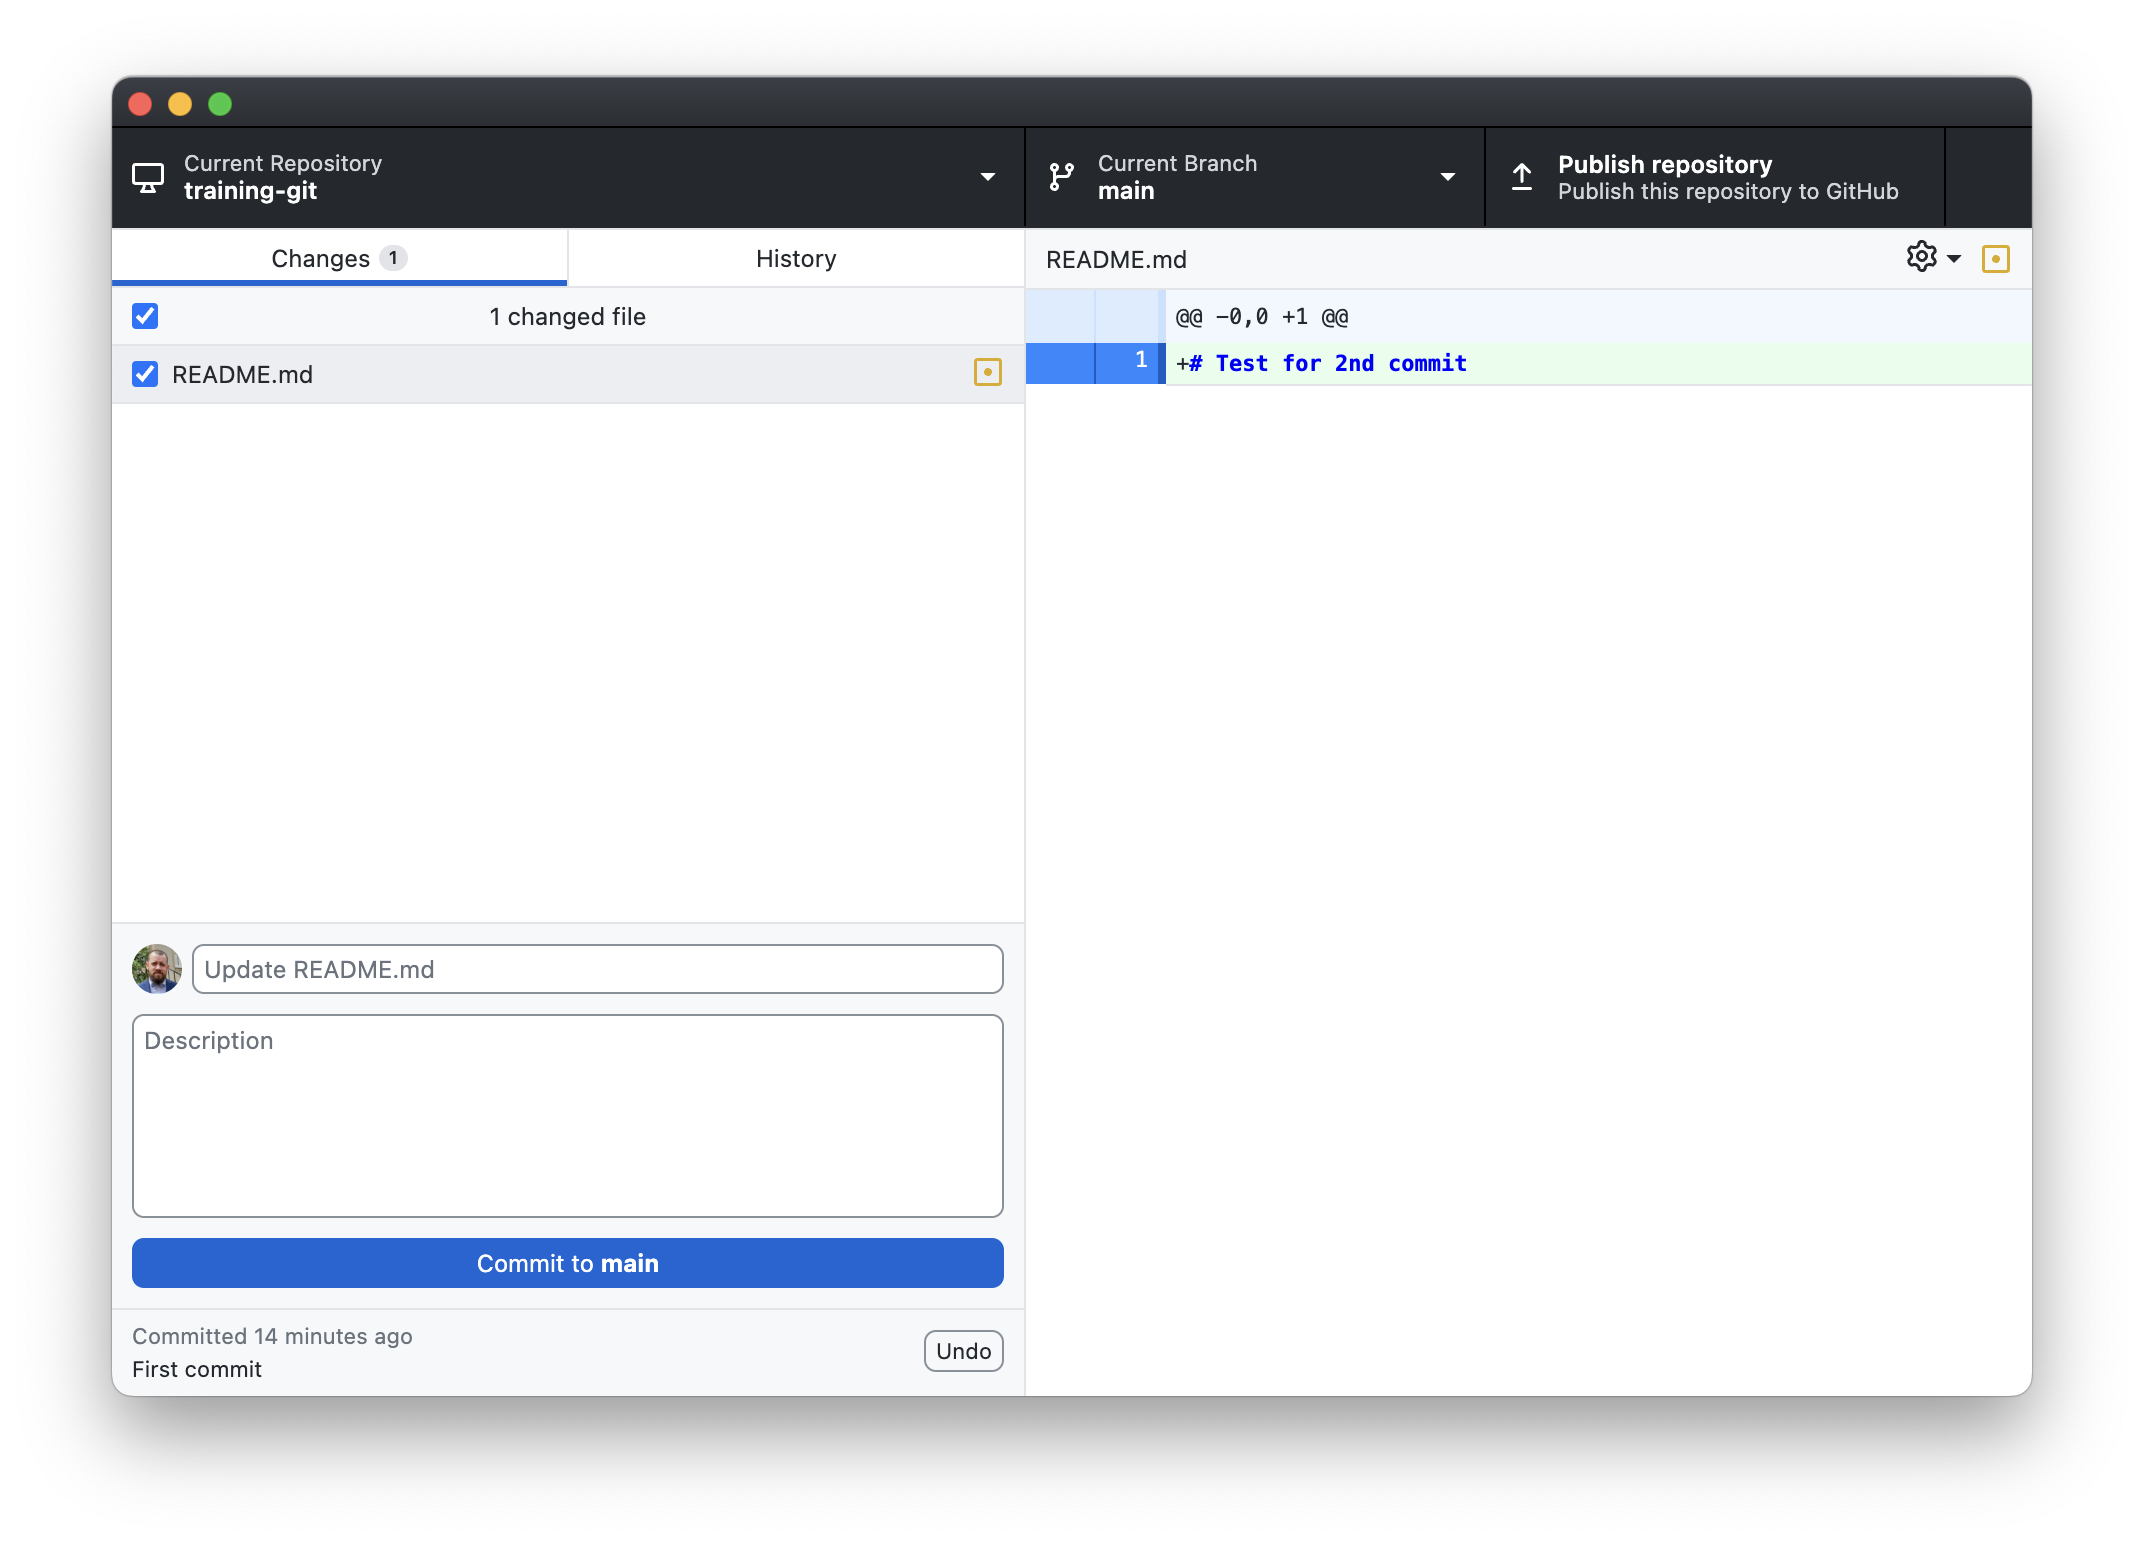 Current Repository
training-git
Current Branch
main
Publish repository
Publish this repository to GitHub
Changes 1
History
README.md
1 changed file
README.md
@@ -0,0 +1 @@
1 +# Test for 2nd commit
Update README.md
Description
Commit to main
Committed 14 minutes ago
First commit
Undo